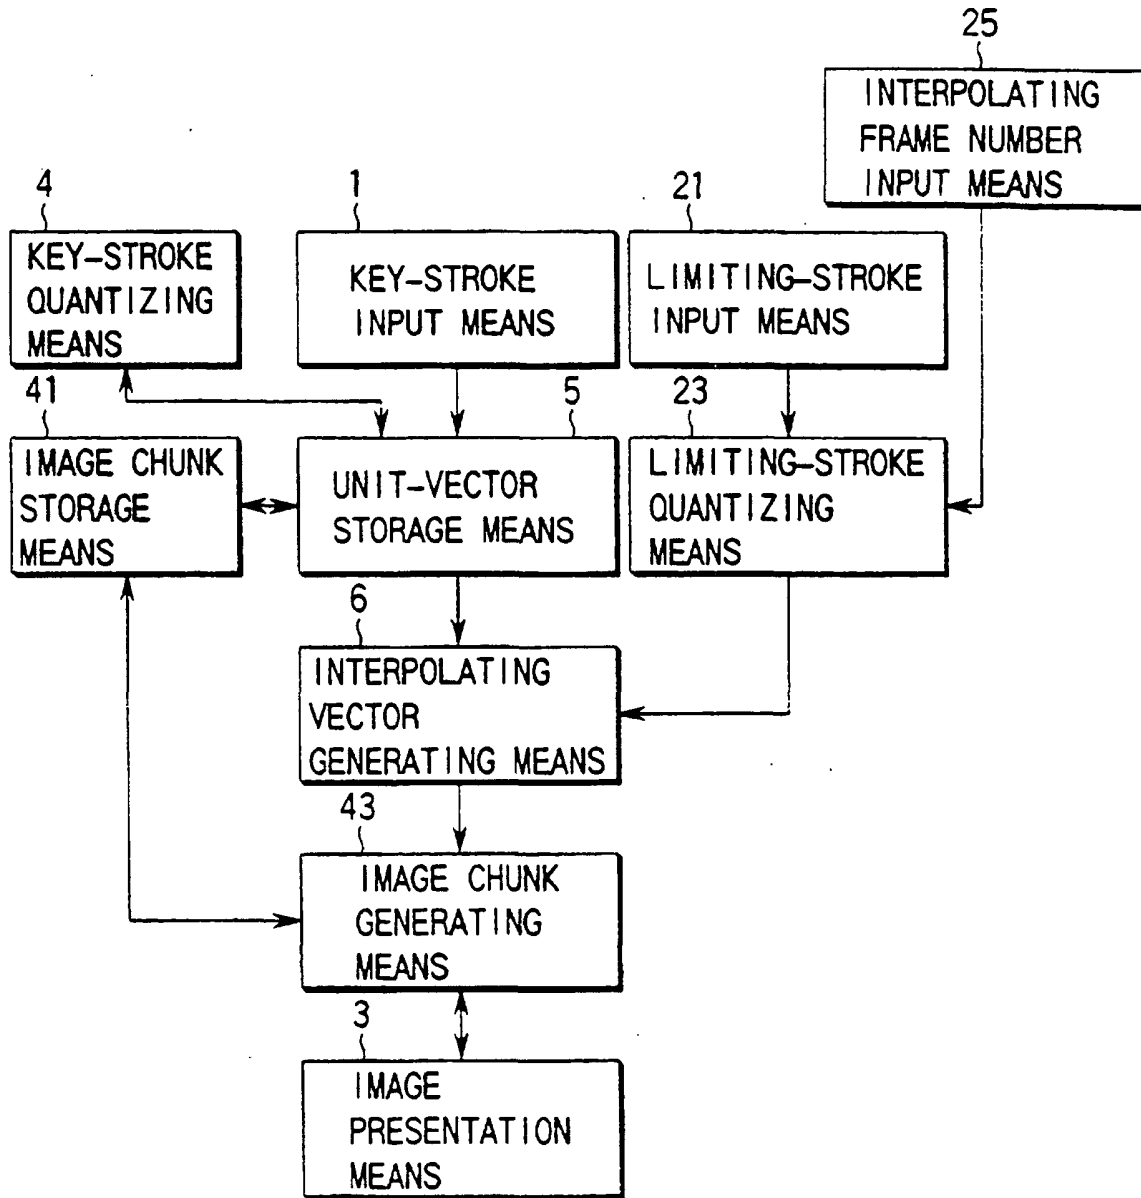 25
INTERPOLATING
FRAME NUMBER
INPUT MEANS
4
KEY-STROKE
QUANTIZING
MEANS
1
KEY-STROKE
INPUT MEANS
21
LIMITING-STROKE
INPUT MEANS
41
IMAGE CHUNK
STORAGE
MEANS
5
UNIT-VECTOR
STORAGE MEANS
23
LIMITING-STROKE
QUANTIZING
MEANS
6
INTERPOLATING
VECTOR
GENERATING MEANS
43
IMAGE CHUNK
GENERATING
MEANS
3
IMAGE
PRESENTATION
MEANS